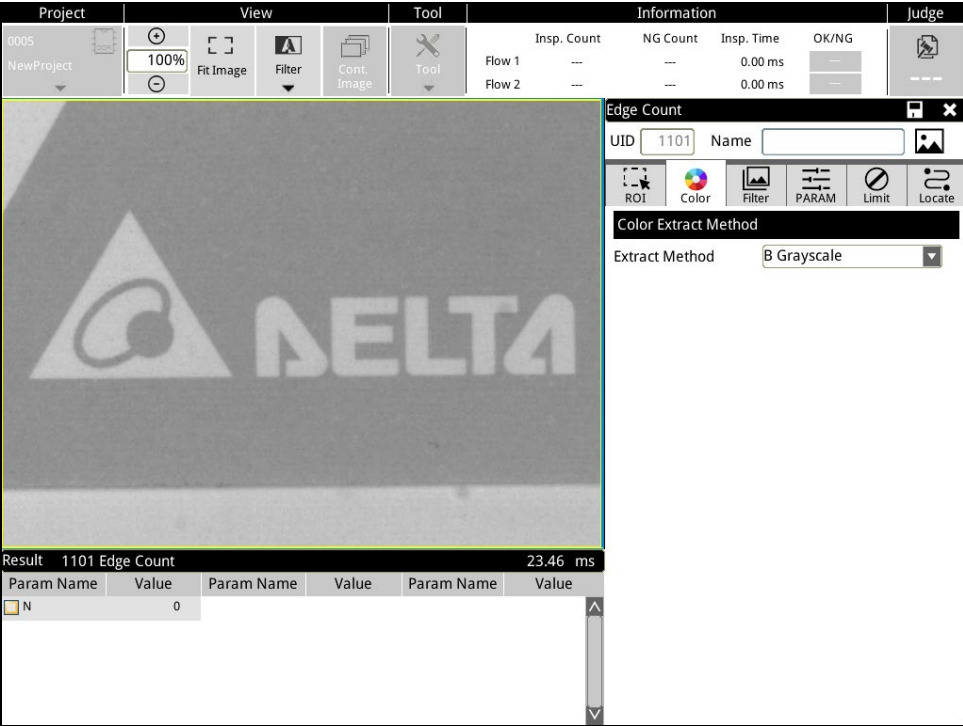 Project View Tool Information Judge
0005
NewProject
100%
Fit Image
Filter
Cont. Image
Tool
Insp. Count NG Count Insp. Time OK/NG
Flow 1 --- --- 0.00 ms ---
Flow 2 --- --- 0.00 ms ---
---
Edge Count
UID 1101 Name
ROI Color Filter PARAM Limit Locate
Color Extract Method
Extract Method B Grayscale
DELTA
Result 1101 Edge Count 23.46 ms
Param Name Value Param Name Value Param Name Value
N 0